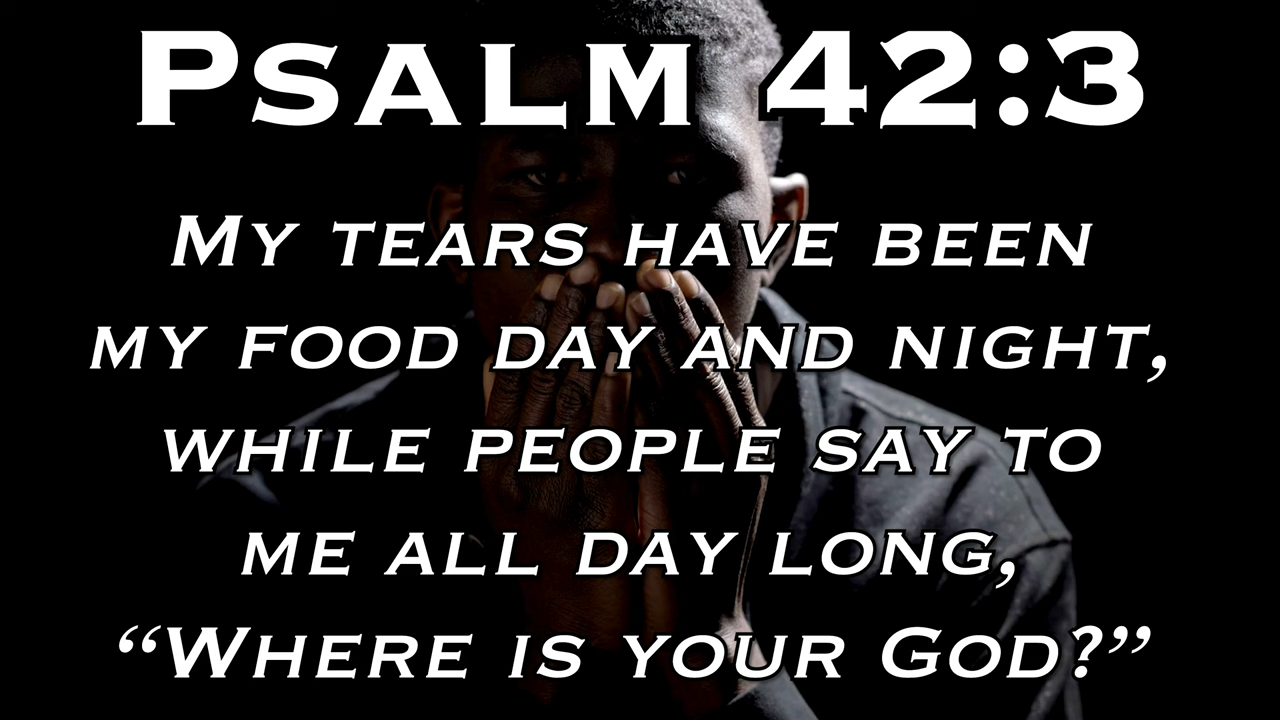 Psalm 42:3
My tears have been
my food day and night,
while people say to
me all day long,
“Where is your God?”